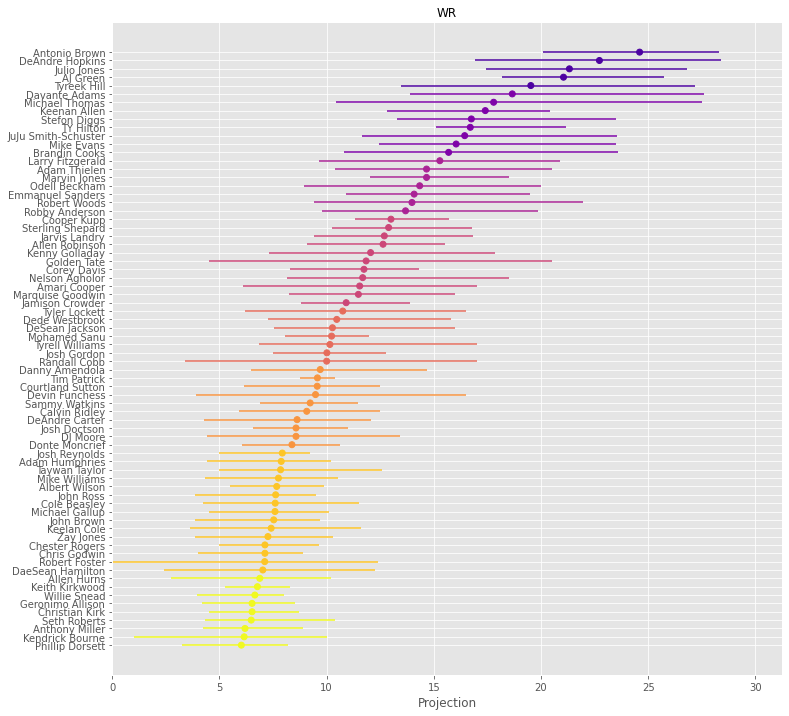 WR
Antonio Brown
DeAndre Hopkins
Julio Jones
AJ Green
Tyreek Hill
Davante Adams
Michael Thomas
Keenan Allen
Stefon Diggs
TY Hilton
JuJu Smith-Schuster
Mike Evans
Brandin Cooks
Larry Fitzgerald
Adam Thielen
Marvin Jones
Odell Beckham
Emmanuel Sanders
Robert Woods
Robby Anderson
Cooper Kupp
Sterling Shepard
Jarvis Landry
Allen Robinson
Kenny Golladay
Golden Tate
Corey Davis
Nelson Agholor
Amari Cooper
Marquise Goodwin
Jamison Crowder
Tyler Lockett
Dede Westbrook
DeSean Jackson
Mohamed Sanu
Tyrell Williams
Josh Gordon
Randall Cobb
Danny Amendola
Tim Patrick
Courtland Sutton
Devin Funchess
Sammy Watkins
Calvin Ridley
DeAndre Carter
Josh Doctson
DJ Moore
Donte Moncrief
Josh Reynolds
Adam Humphries
Taywan Taylor
Mike Williams
Albert Wilson
John Ross
Cole Beasley
Michael Gallup
John Brown
Keelan Cole
Zay Jones
Chester Rogers
Chris Godwin
Robert Foster
DaeSean Hamilton
Allen Hurns
Keith Kirkwood
Willie Snead
Geronimo Allison
Christian Kirk
Seth Roberts
Anthony Miller
Kendrick Bourne
Phillip Dorsett
0 5 10 15 20 25 30
Projection